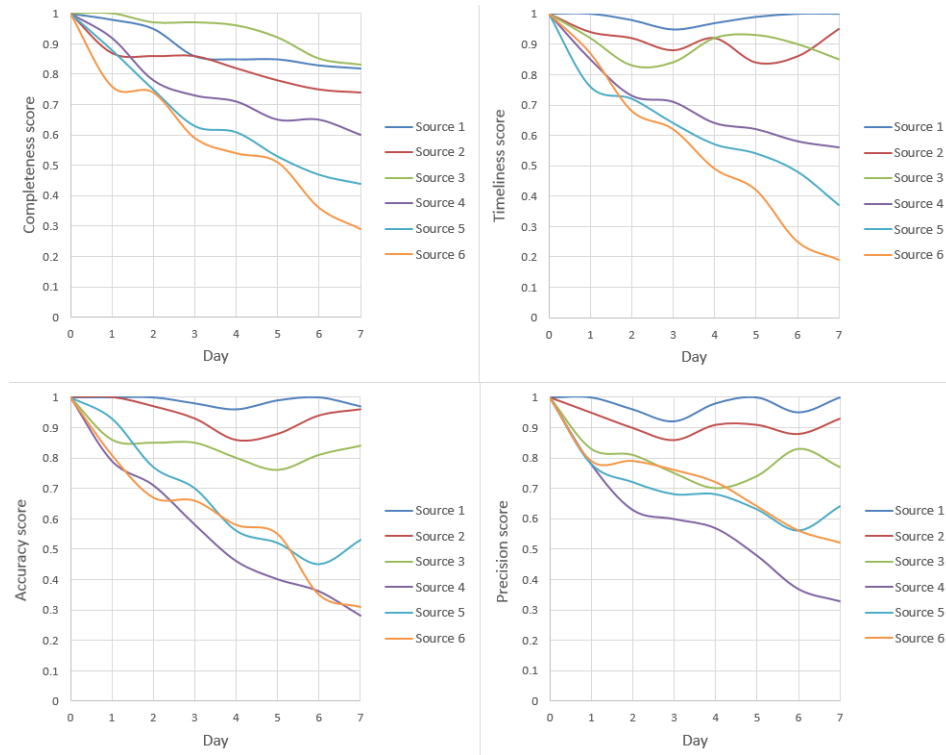 Completeness score
1
0.9
0.8
0.7
0.6
0.5
0.4
0.3
0.2
0.1
0
0 1 2 3 4 5 6 7
Day
Source 1
Source 2
Source 3
Source 4
Source 5
Source 6
Timeliness score
1
0.9
0.8
0.7
0.6
0.5
0.4
0.3
0.2
0.1
0
0 1 2 3 4 5 6 7
Day
Source 1
Source 2
Source 3
Source 4
Source 5
Source 6
Accuracy score
1
0.9
0.8
0.7
0.6
0.5
0.4
0.3
0.2
0.1
0
0 1 2 3 4 5 6 7
Day
Source 1
Source 2
Source 3
Source 4
Source 5
Source 6
Precision score
1
0.9
0.8
0.7
0.6
0.5
0.4
0.3
0.2
0.1
0
0 1 2 3 4 5 6 7
Day
Source 1
Source 2
Source 3
Source 4
Source 5
Source 6